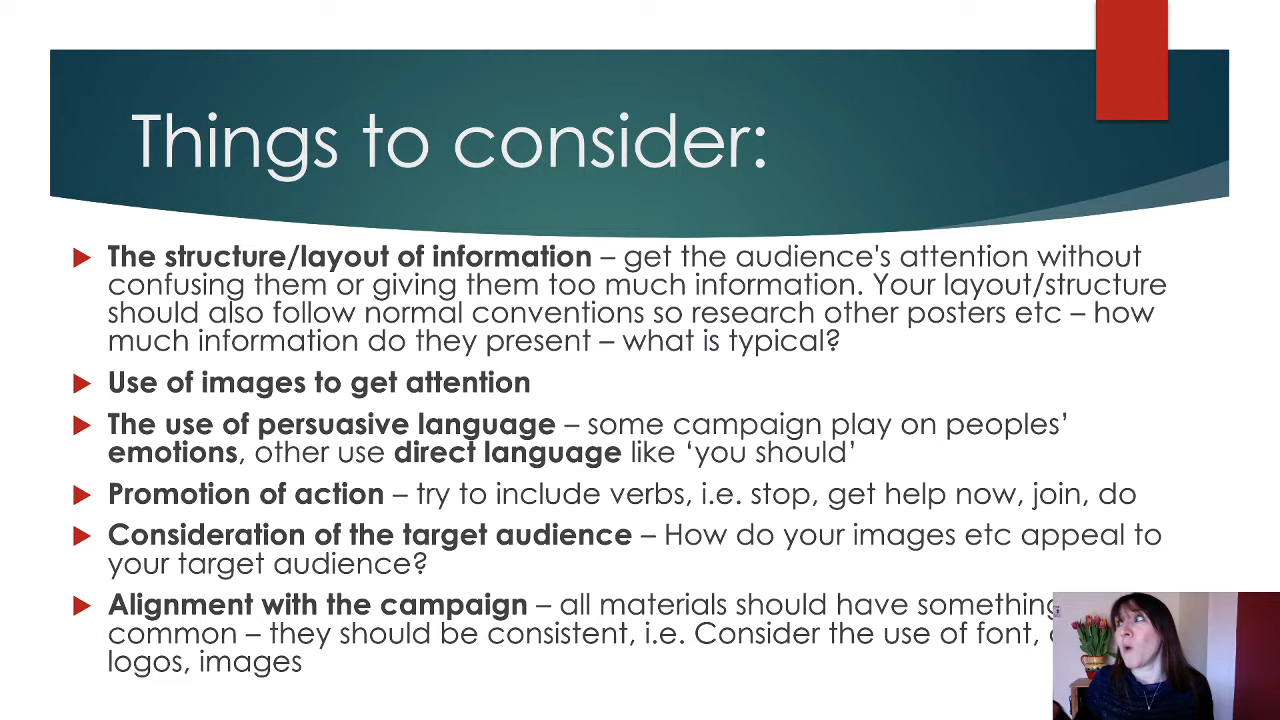 Things to consider:
The structure/layout of information – get the audience's attention without
confusing them or giving them too much information. Your layout/structure
should also follow normal conventions so research other posters etc – how
much information do they present – what is typical?
Use of images to get attention
The use of persuasive language – some campaign play on peoples’
emotions, other use direct language like ‘you should’
Promotion of action – try to include verbs, i.e. stop, get help now, join, do
Consideration of the target audience – How do your images etc appeal to
your target audience?
Alignment with the campaign – all materials should have something
common – they should be consistent, i.e. Consider the use of font,
logos, images